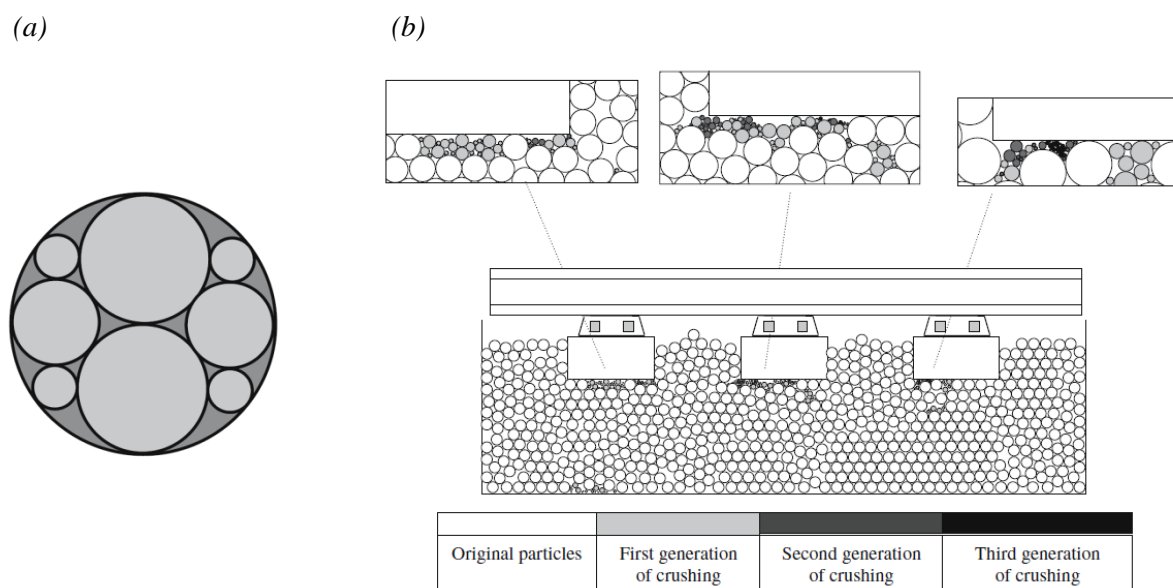 (a)
(b)
Original particles
First generation
of crushing
Second generation
of crushing
Third generation
of crushing